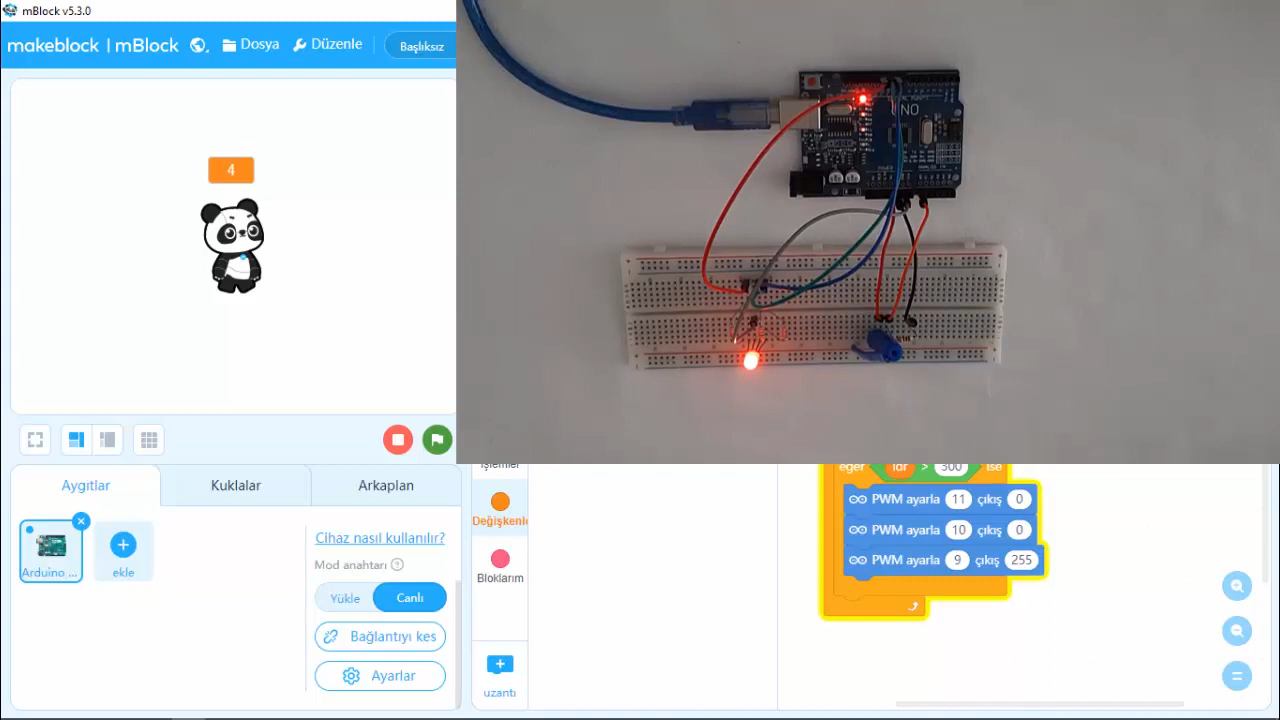 mBlock v5.3.0
makeblock | mBlock
Dosya
Düzenle
Başlıksız
4
UNO
Aygıtlar
Kuklalar
Arkaplan
Arduino ...
ekle
Cihaz nasıl kullanılır?
Mod anahtarı
Yükle
Canlı
Bağlantıyı kes
Ayarlar
İşlemler
Değişkenle
Bloklarım
uzantı
eğer ldr > 300 ise
PWM ayarla 11 çıkış 0
PWM ayarla 10 çıkış 0
PWM ayarla 9 çıkış 255